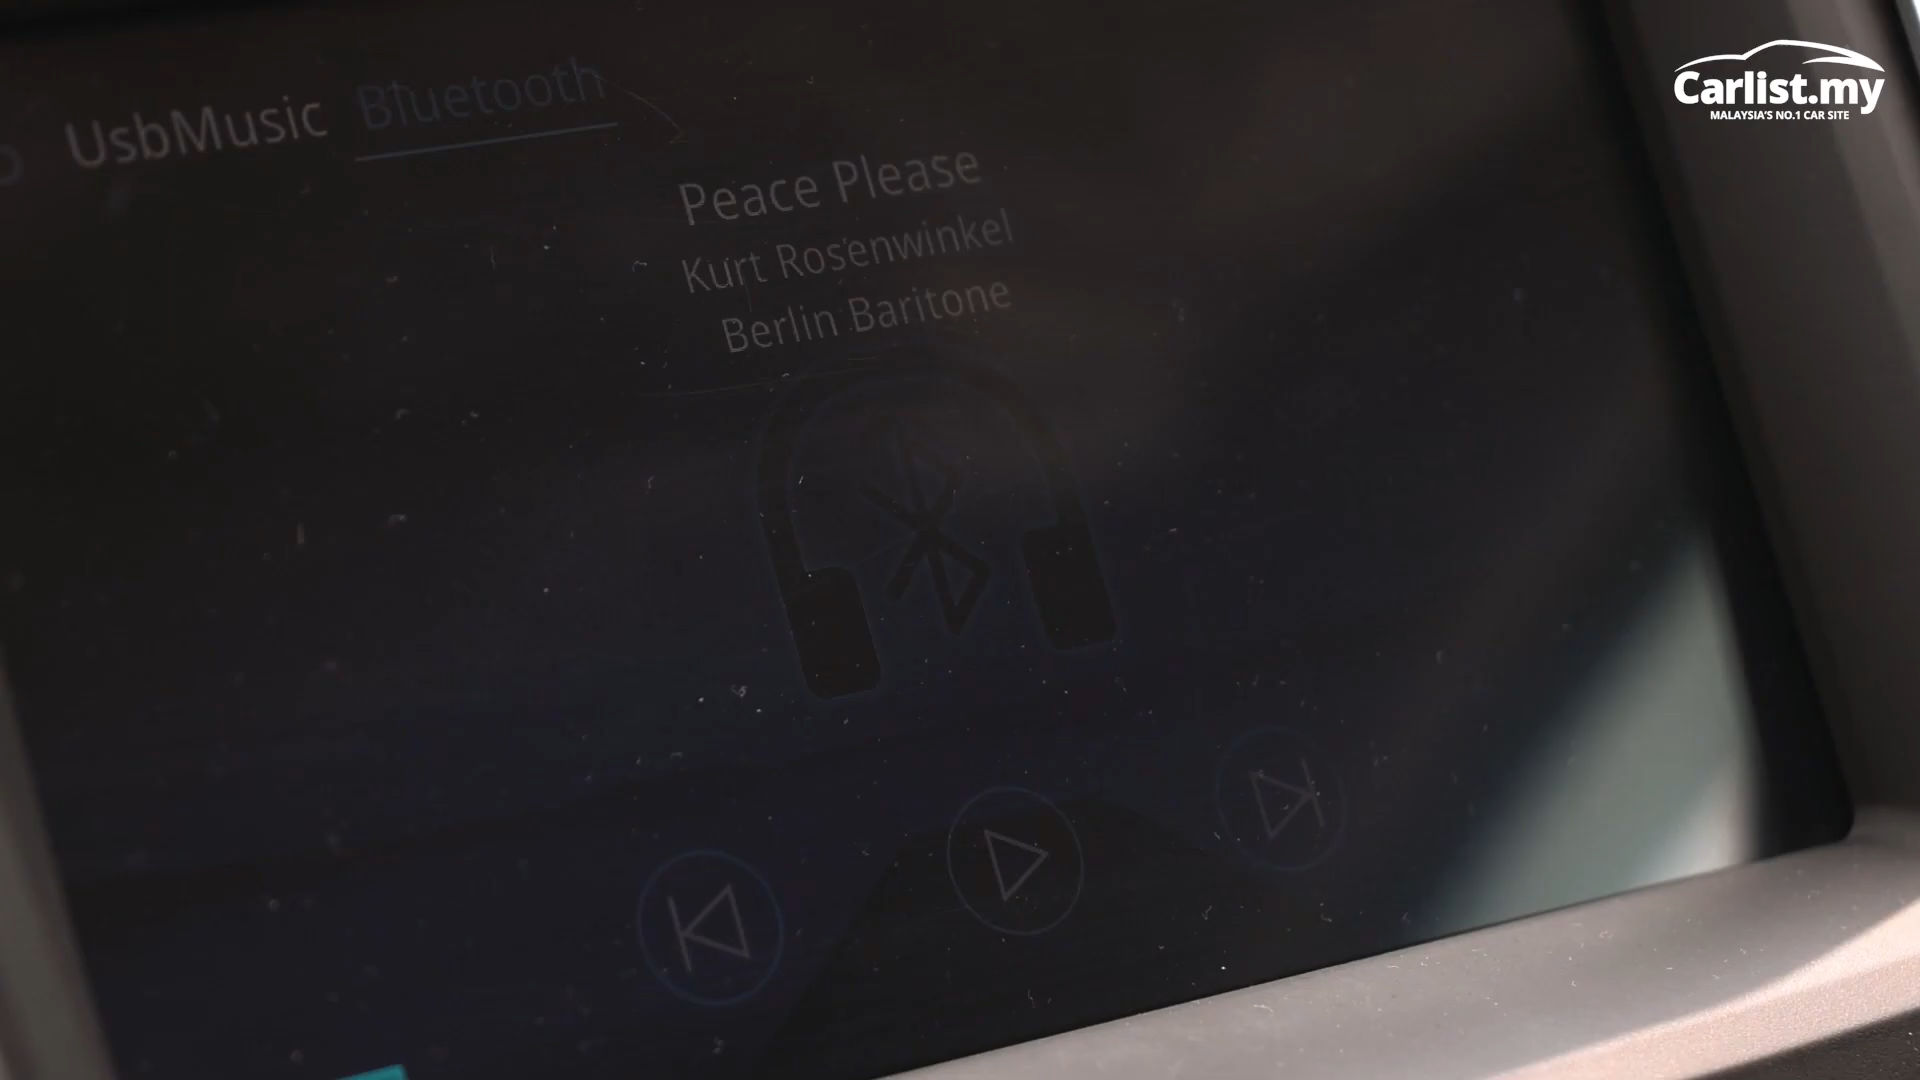 UsbMusic Bluetooth
Peace Please
Kurt Rosenwinkel
Berlin Baritone
Carlist.my
MALAYSIA'S NO.1 CAR SITE